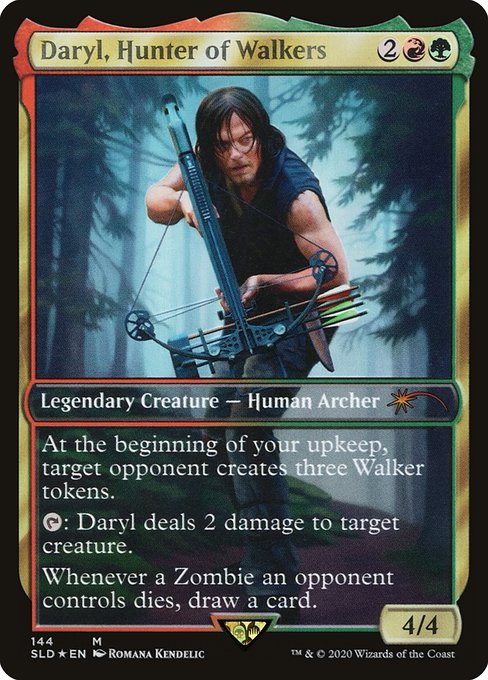 Daryl, Hunter of Walkers 2
Legendary Creature — Human Archer
At the beginning of your upkeep,
target opponent creates three Walker
tokens.
: Daryl deals 2 damage to target
creature.
Whenever a Zombie an opponent
controls dies, draw a card.
4/4
144 M
SLD ★ EN Romana Kendelic
™ & © 2020 Wizards of the Coast